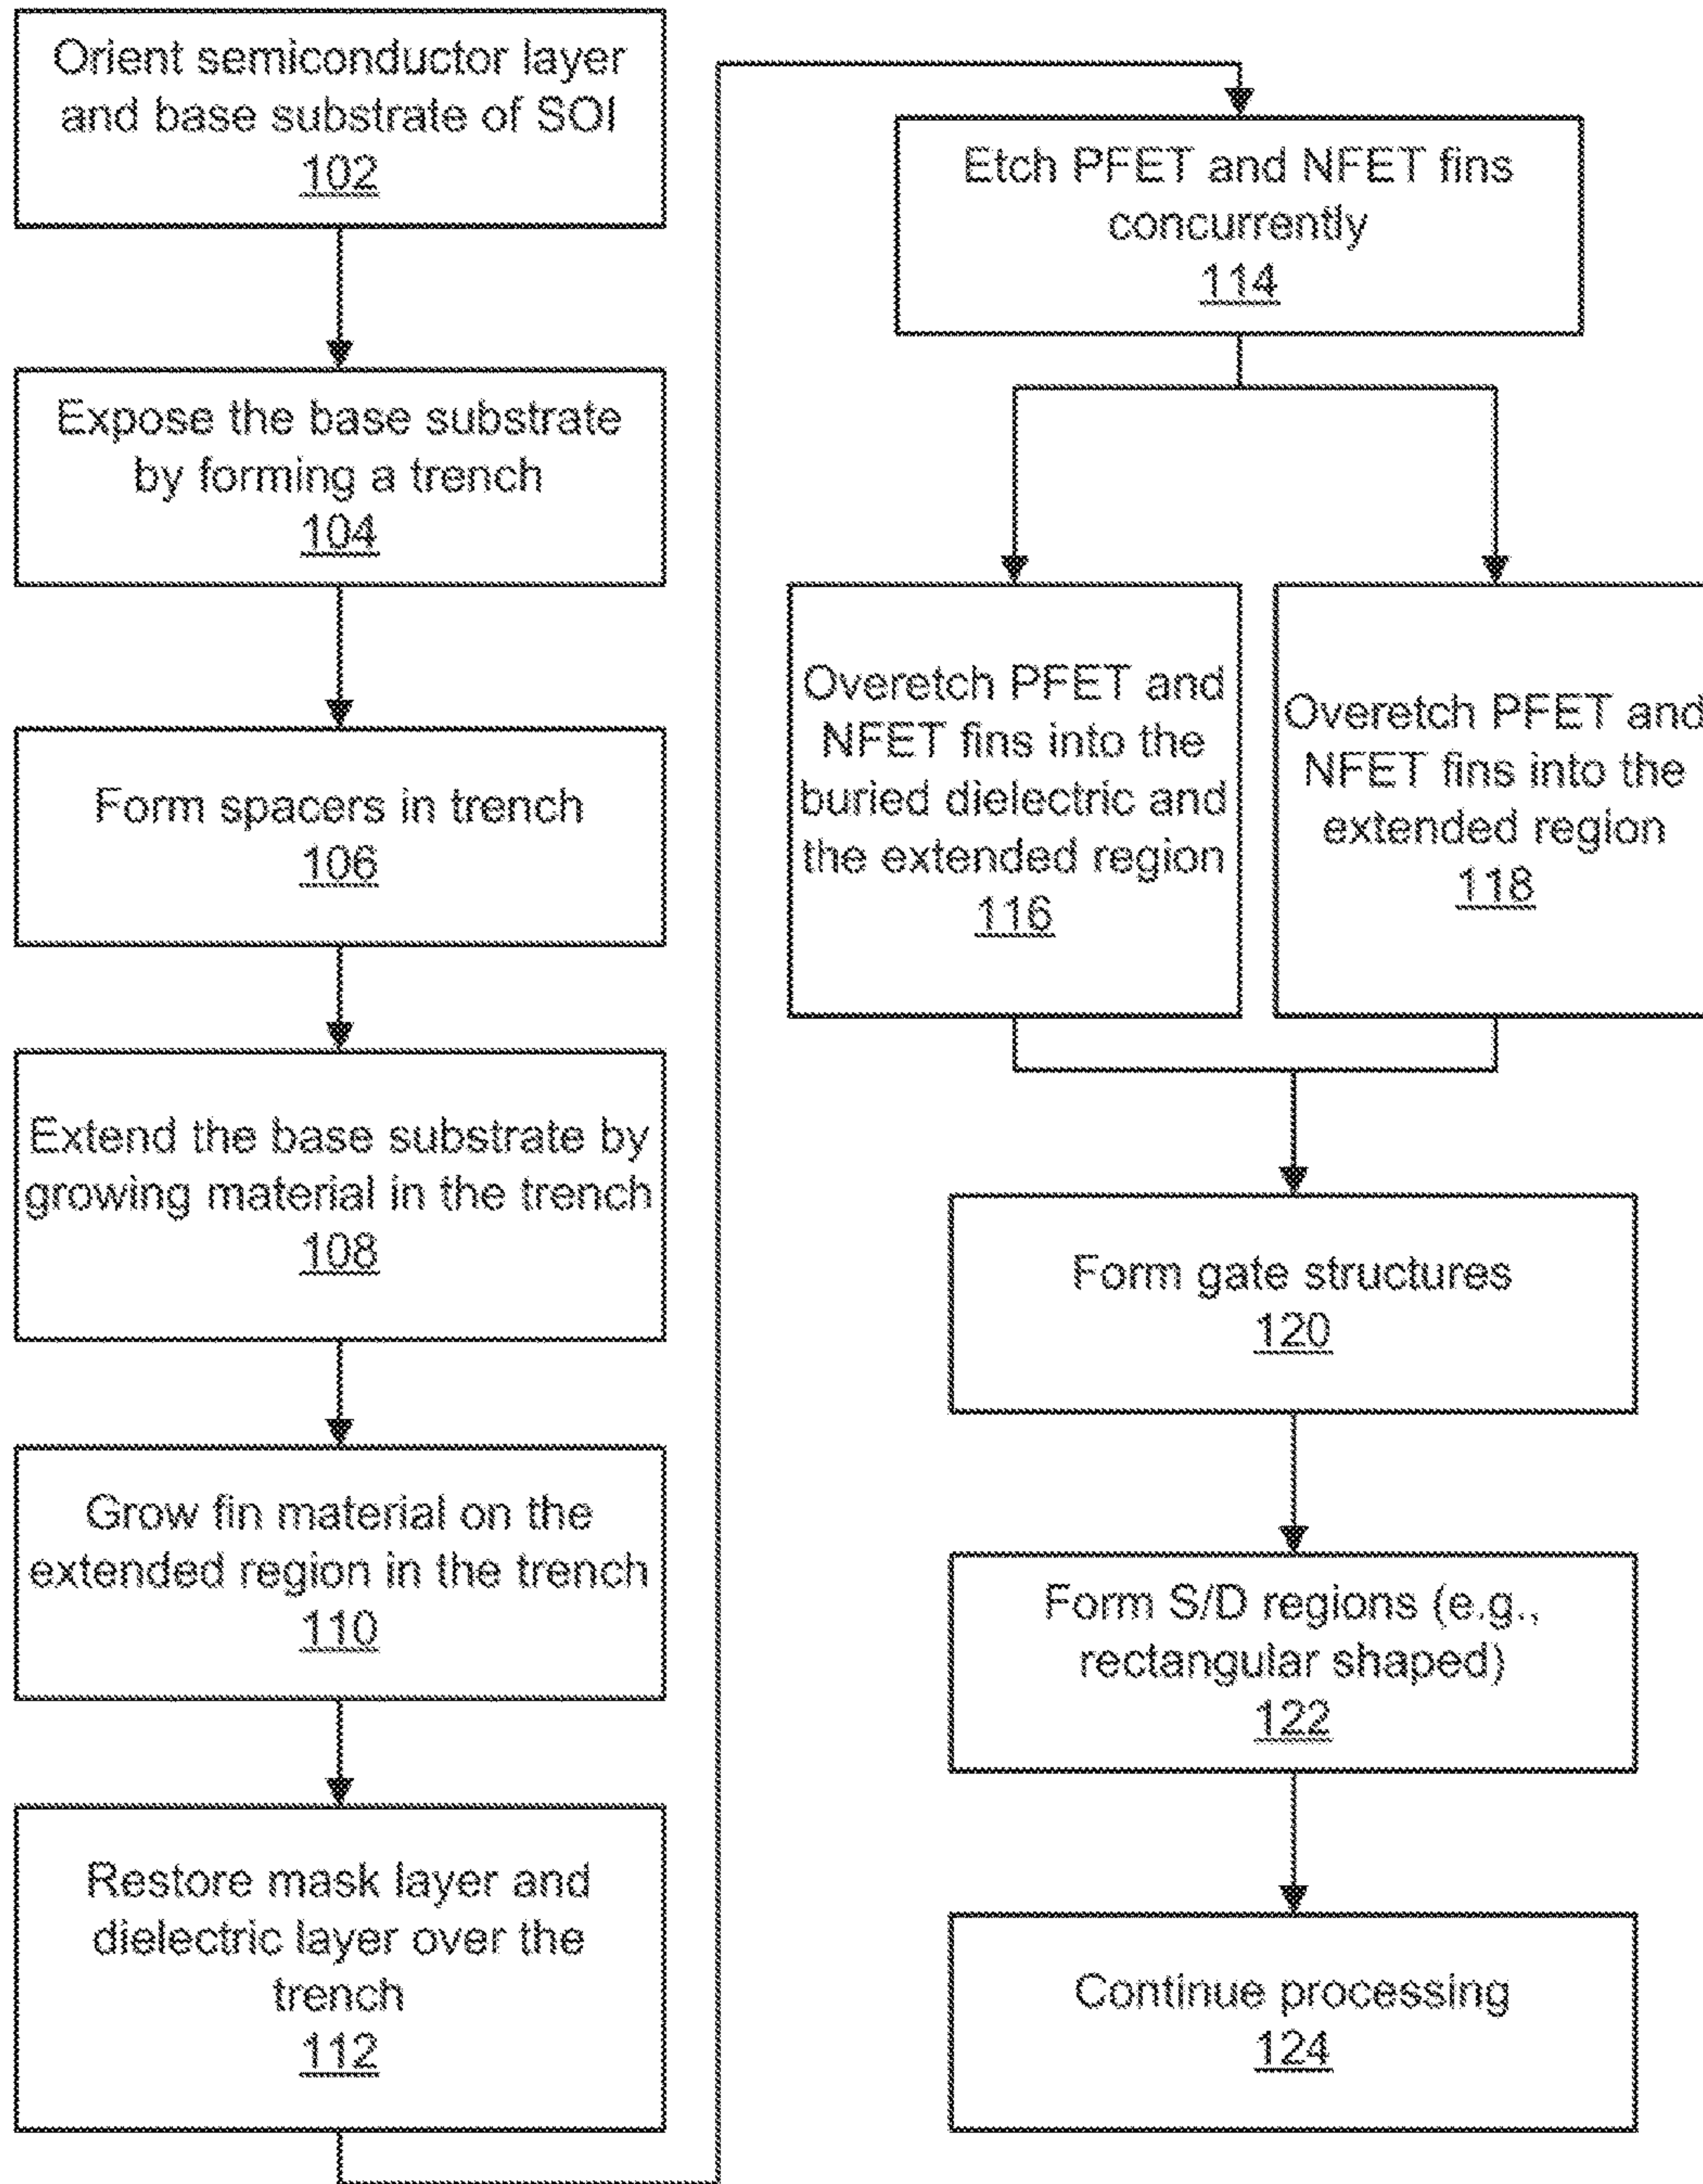 Orient semiconductor layer
and base substrate of SOI
102
Expose the base substrate
by forming a trench
104
Form spacers in trench
106
Extend the base substrate by
growing material in the trench
108
Grow fin material on the
extended region in the trench
110
Restore mask layer and
dielectric layer over the
trench
112
Etch PFET and NFET fins
concurrently
114
Overetch PFET and
NFET fins into the
buried dielectric and
the extended region
116
Overetch PFET and
NFET fins into the
extended region
118
Form gate structures
120
Form S/D regions (e.g.,
rectangular shaped)
122
Continue processing
124